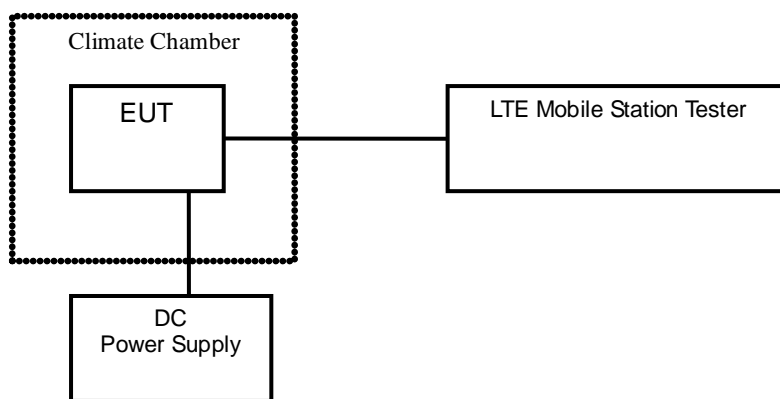 Climate Chamber
EUT
LTE Mobile Station Tester
DC
Power Supply